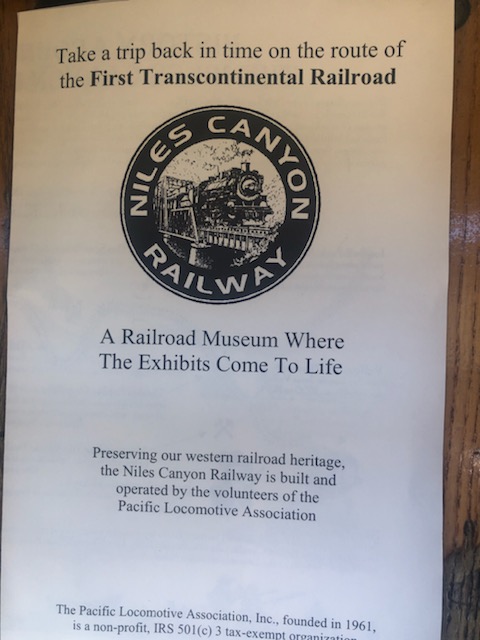 Take a trip back in time on the route of
the First Transcontinental Railroad
NILES CANYON
RAILWAY
A Railroad Museum Where
The Exhibits Come To Life
Preserving our western railroad heritage,
the Niles Canyon Railway is built and
operated by the volunteers of the
Pacific Locomotive Association
The Pacific Locomotive Association, Inc., founded in 1961,
is a non-profit, IRS 501(c) 3 tax-exempt organization